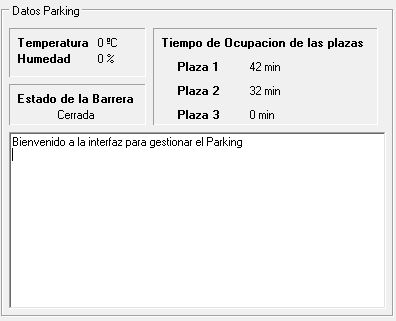 Datos Parking
Temperatura 0 ºC
Humedad 0 %
Estado de la Barrera
Cerrada
Tiempo de Ocupacion de las plazas
Plaza 1 42 min
Plaza 2 32 min
Plaza 3 0 min
Bienvenido a la interfaz para gestionar el Parking